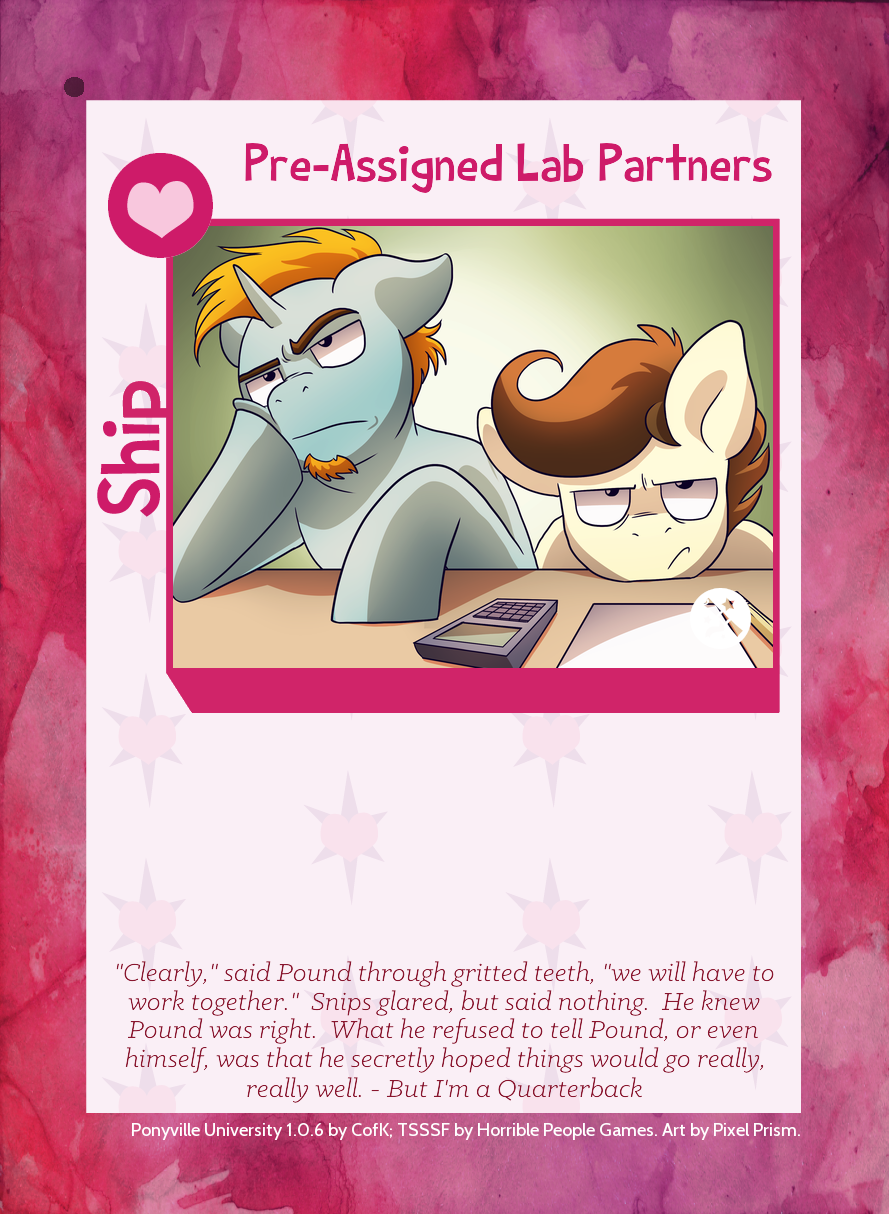 Pre-Assigned Lab Partners
Ship
"Clearly," said Pound through gritted teeth, "we will have to
work together."  Snips glared, but said nothing.  He knew
Pound was right.  What he refused to tell Pound, or even
himself, was that he secretly hoped things would go really,
really well. - But I'm a Quarterback
Ponyville University 1.0.6 by CofK; TSSSF by Horrible People Games. Art by Pixel Prism.